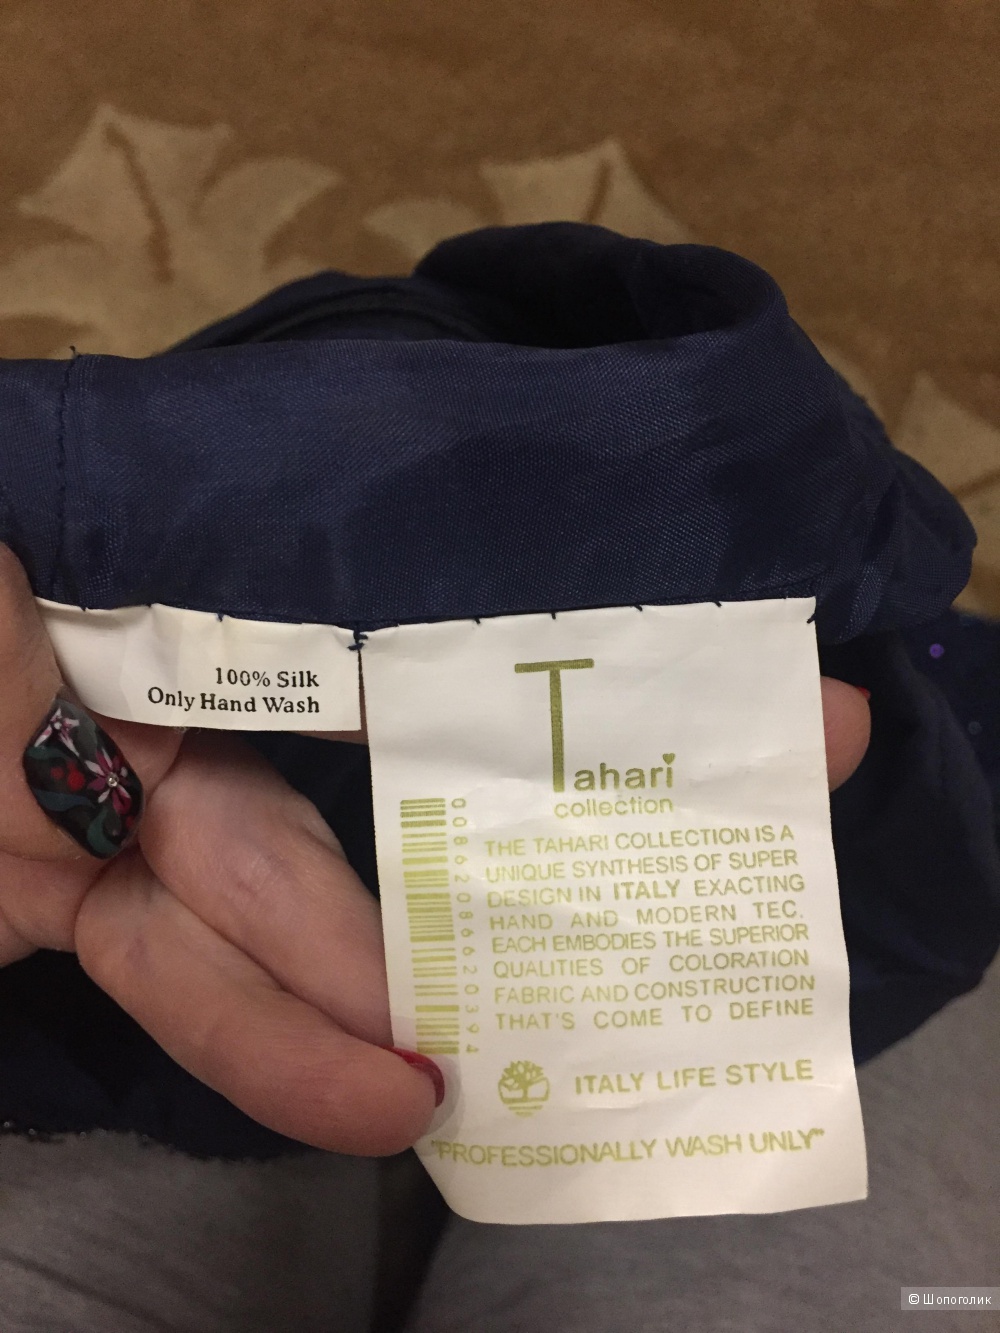 100% Silk
Only Hand Wash
Tahari
collection
THE TAHARI COLLECTION IS A
UNIQUE SYNTHESIS OF SUPER
DESIGN IN ITALY EXACTING
HAND AND MODERN TEC.
EACH EMBODIES THE SUPERIOR
QUALITIES OF COLORATION
FABRIC AND CONSTRUCTION
THAT'S COME TO DEFINE
00862086620394
ITALY LIFE STYLE
"PROFESSIONALLY WASH UNLY"
© Шопоголик